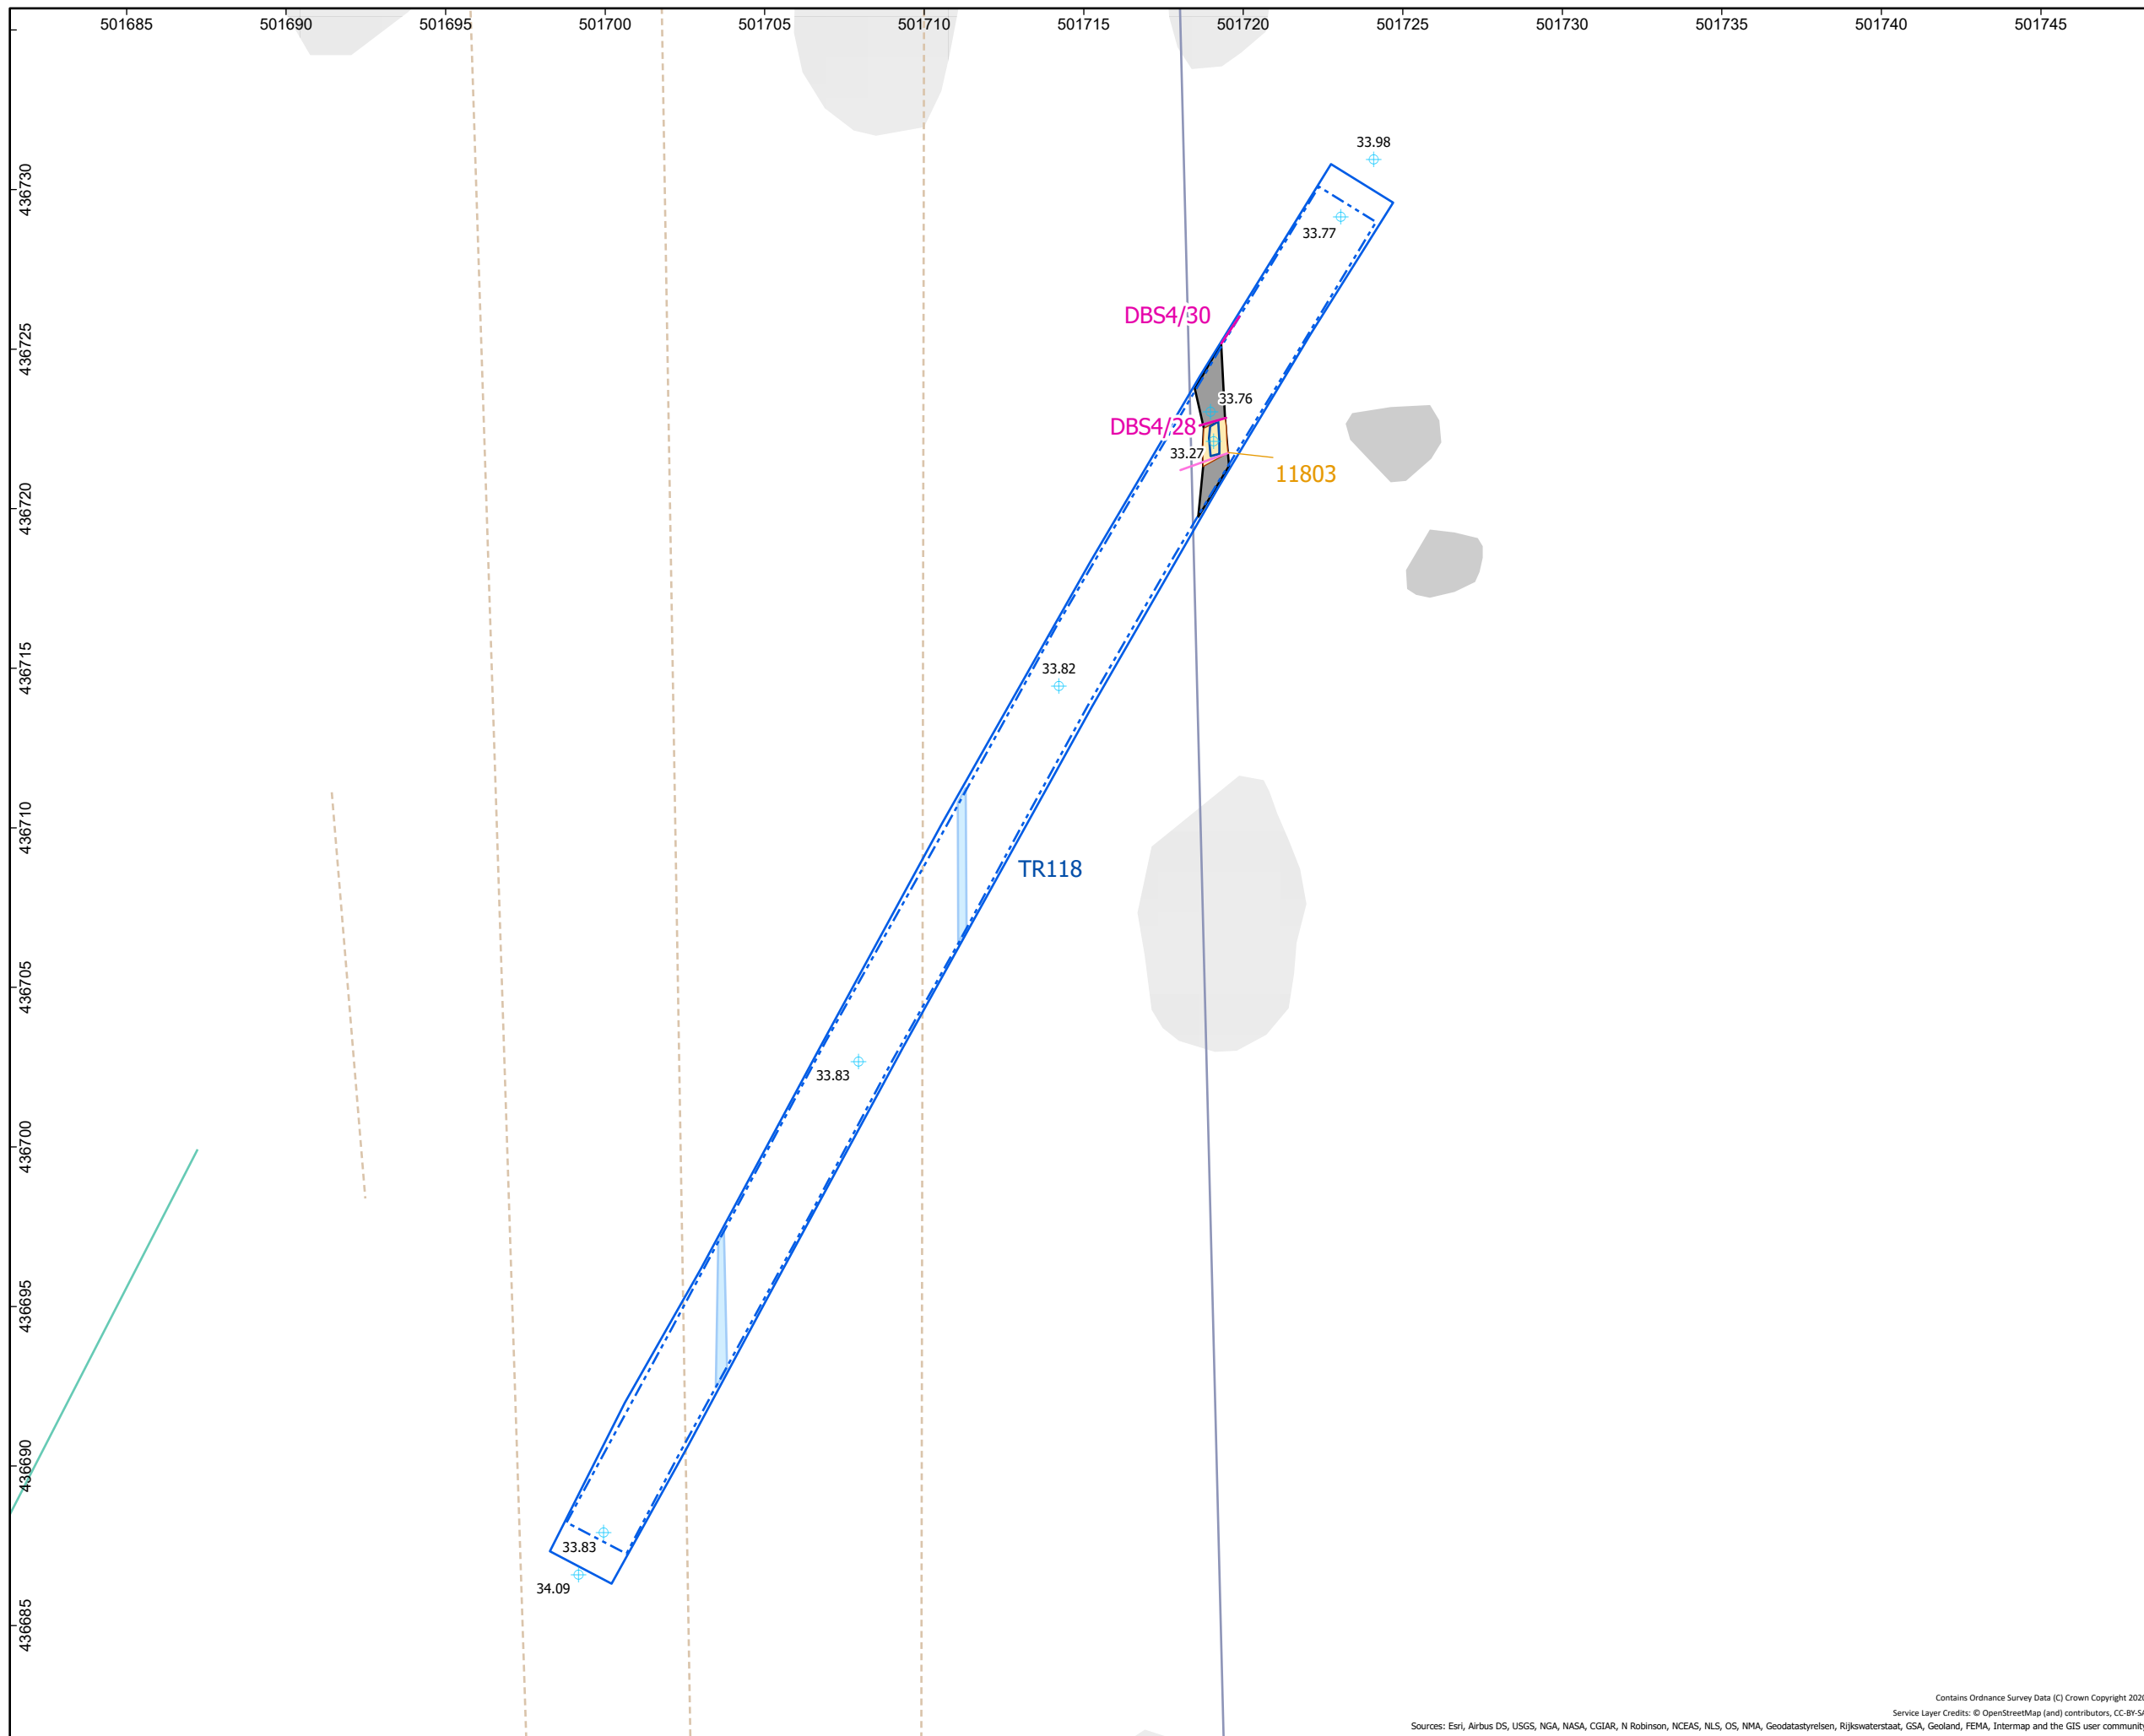 501685 501690 501695 501700 501705 501710 501715 501720 501725 501730 501735 501740 501745
33.98
436730
33.77
DBS4/30
436725
33.76
DBS4/28
33.27
11803
436720
436715
33.82
436710
TR118
436705
33.83
436700
436695
436690
33.83
34.09
436685
Contains Ordnance Survey Data (C) Crown Copyright 2020
Service Layer Credits: © OpenStreetMap (and) contributors, CC-BY-SA
Sources: Esri, Airbus DS, USGS, NGA, NASA, CGIAR, N Robinson, NCEAS, NLS, OS, NMA, Geodatastyrelsen, Rijkswaterstaat, GSA, Geoland, FEMA, Intermap and the GIS user community